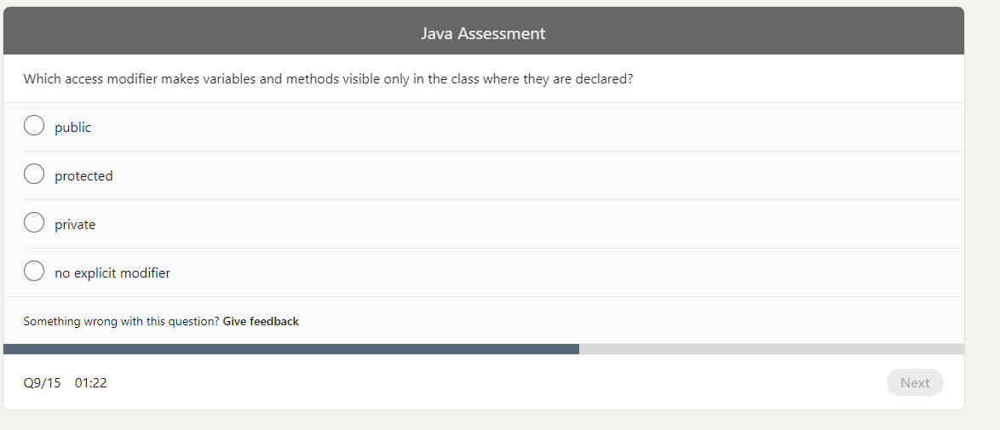 Java Assessment
Which access modifier makes variables and methods visible only in the class where they are declared?
public
protected
private
no explicit modifier
Something wrong with this question? Give feedback
Q9/15 01:22
Next